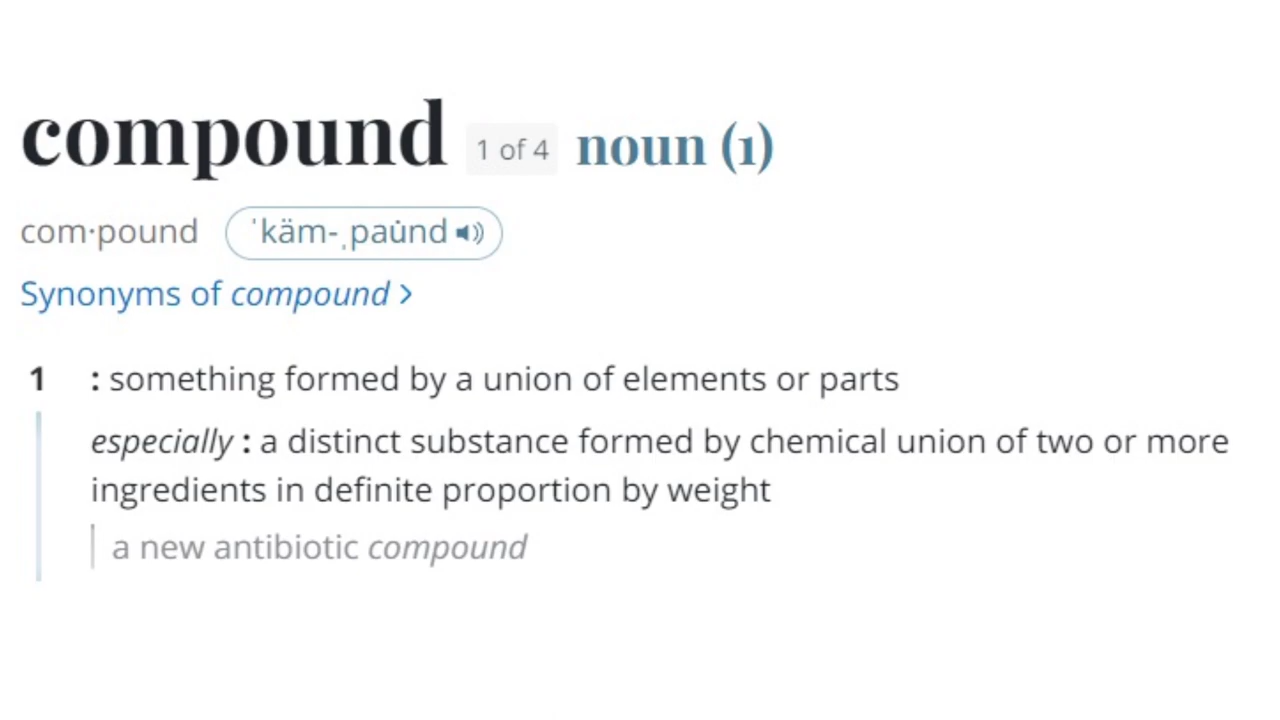 compound 1 of 4 noun (1)
com·pound ˈkäm-ˌpau̇nd
Synonyms of compound >
1 : something formed by a union of elements or parts
especially : a distinct substance formed by chemical union of two or more
ingredients in definite proportion by weight
a new antibiotic compound